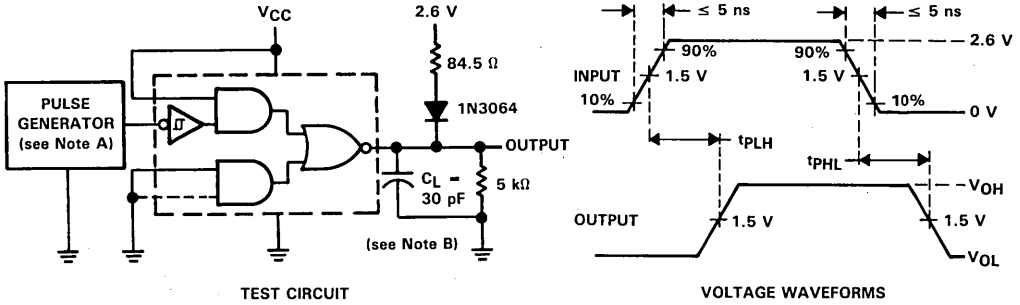 VCC
2.6 V
84.5 Ω
1N3064
PULSE
GENERATOR
(see Note A)
OUTPUT
CL =
30 pF
5 kΩ
(see Note B)
TEST CIRCUIT
≤ 5 ns
≤ 5 ns
2.6 V
90%
90%
INPUT
1.5 V
1.5 V
10%
10%
0 V
tPLH
tPHL
VOH
OUTPUT
1.5 V
1.5 V
VOL
VOLTAGE WAVEFORMS